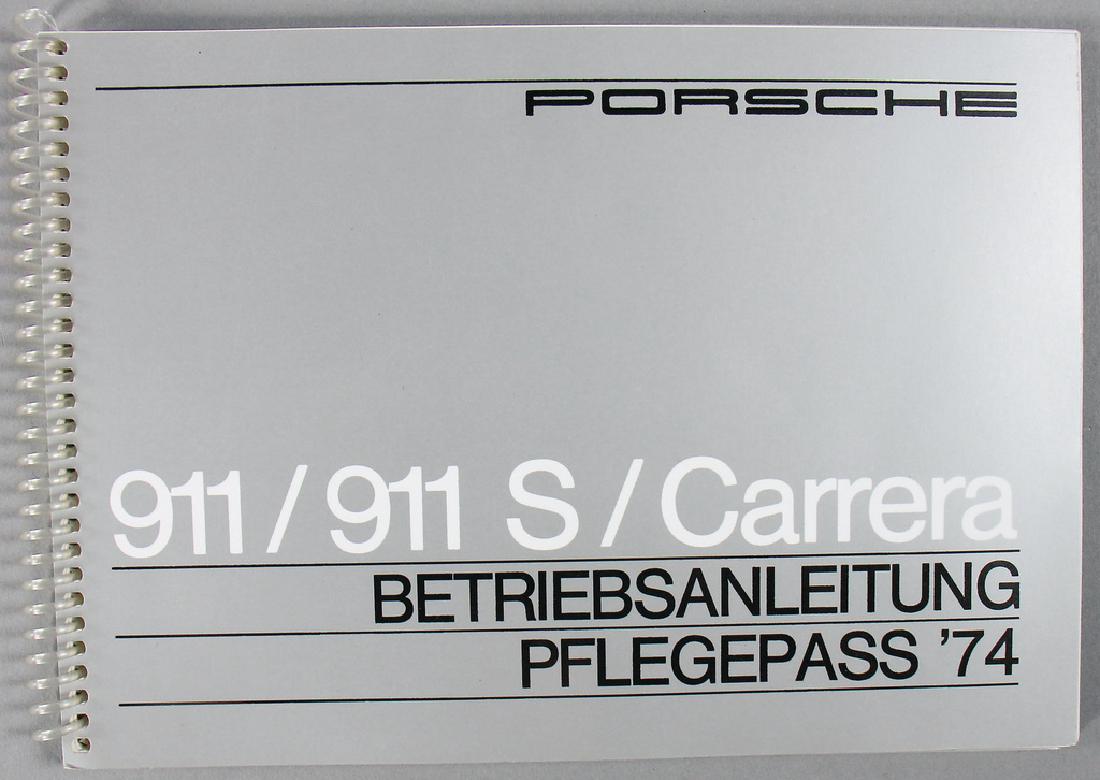 PORSCHE
911 / 911 S / Carrera
BETRIEBSANLEITUNG
PFLEGEPASS '74